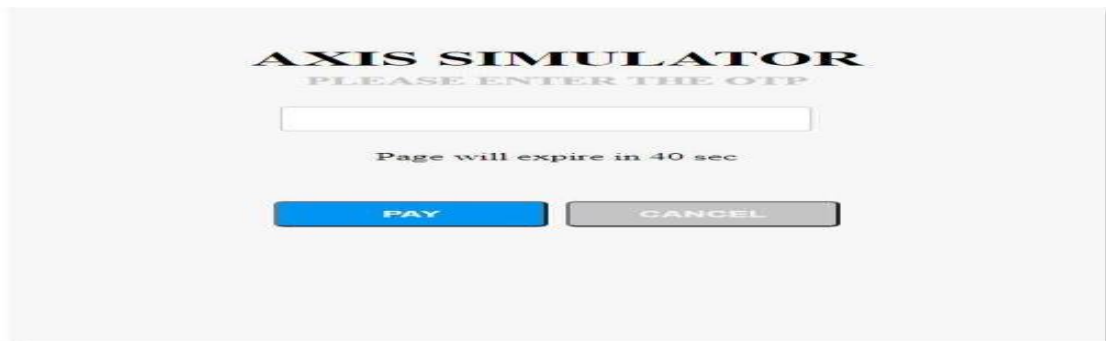 AXIS SIMULATOR
PLEASE ENTER THE OTP
Page will expire in 40 sec
PAY CANCEL